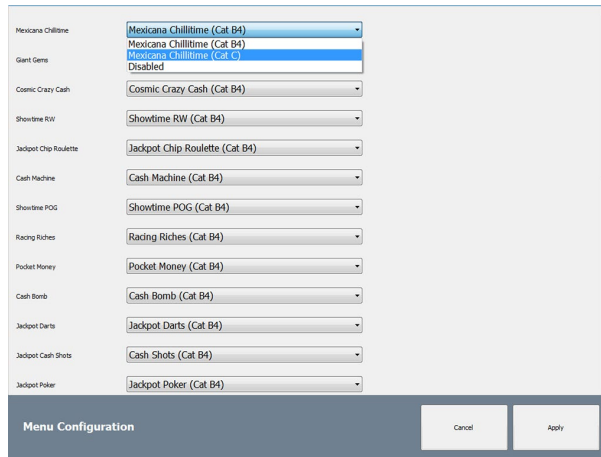 Mexicana Chillitime Mexicana Chillitime (Cat B4)
Mexicana Chillitime (Cat B4)
Mexicana Chillitime (Cat C)
Giant Gems
Disabled
Cosmic Crazy Cash Cosmic Crazy Cash (Cat B4)
Showtime RW Showtime RW (Cat B4)
Jackpot Chip Roulette Jackpot Chip Roulette (Cat B4)
Cash Machine Cash Machine (Cat B4)
Showtime POG Showtime POG (Cat B4)
Racing Riches Racing Riches (Cat B4)
Pocket Money Pocket Money (Cat B4)
Cash Bomb Cash Bomb (Cat B4)
Jackpot Darts Jackpot Darts (Cat B4)
Jackpot Cash Shots Cash Shots (Cat B4)
Jackpot Poker Jackpot Poker (Cat B4)
Menu Configuration Cancel Apply